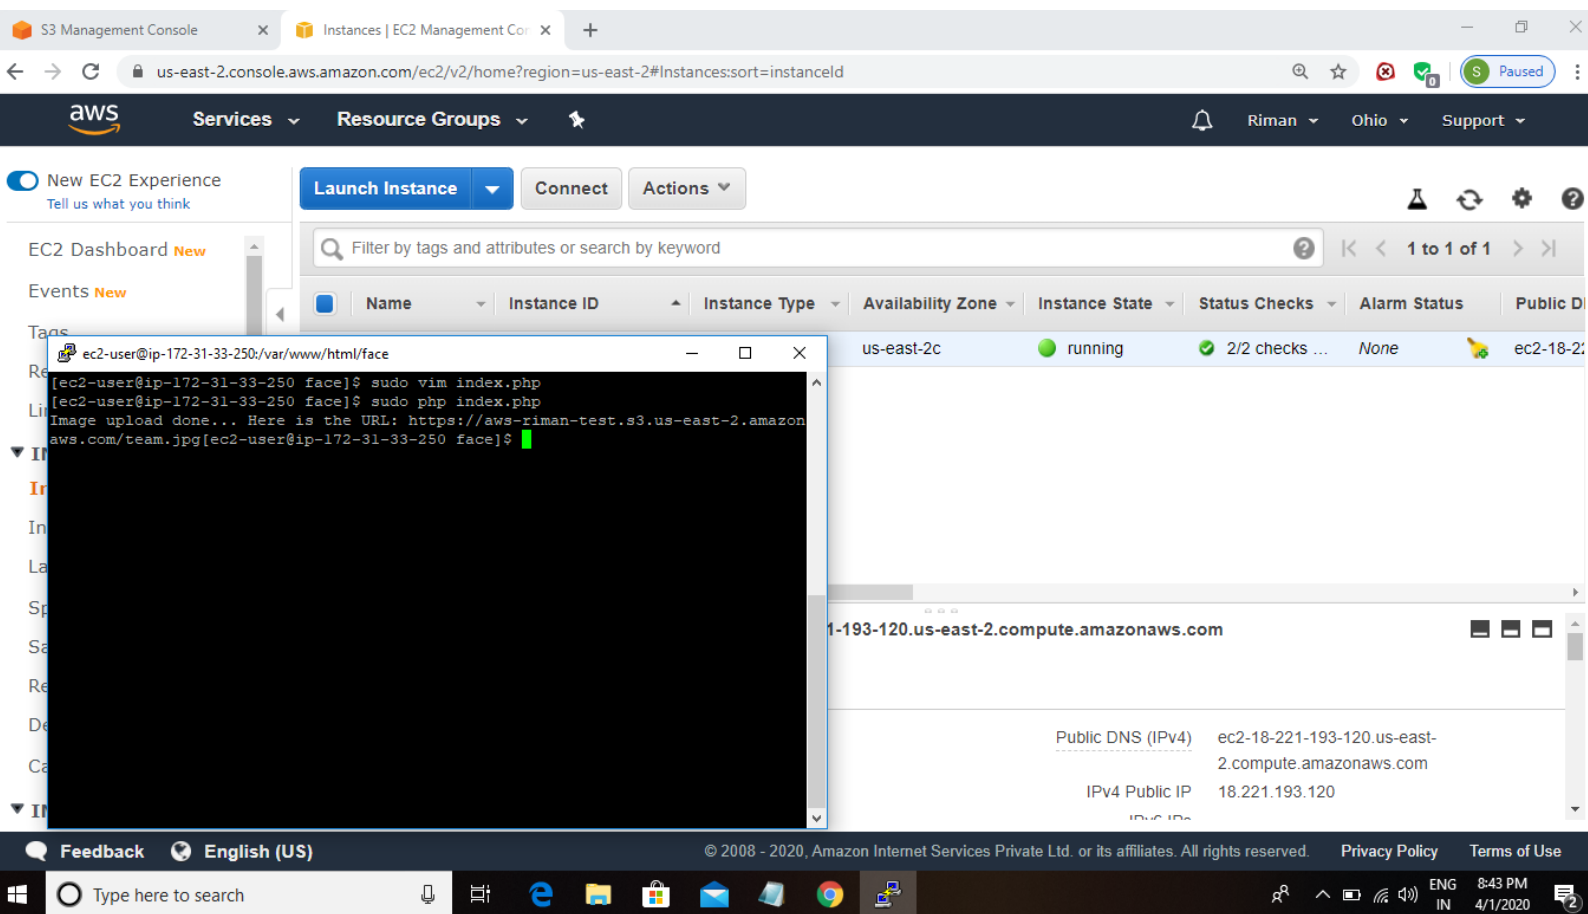 S3 Management Console
Instances | EC2 Management Con
us-east-2.console.aws.amazon.com/ec2/v2/home?region=us-east-2#Instances:sort=instanceId
0
S Paused
aws Services Resource Groups Riman Ohio Support
New EC2 Experience
Tell us what you think
Launch Instance Connect Actions
EC2 Dashboard New
Filter by tags and attributes or search by keyword
1 to 1 of 1
Events New
Name Instance ID Instance Type Availability Zone Instance State Status Checks Alarm Status Public D
Tags
us-east-2c running 2/2 checks ... None ec2-18-22
ec2-user@ip-172-31-33-250:/var/www/html/face
[ec2-user@ip-172-31-33-250 face]$ sudo vim index.php
[ec2-user@ip-172-31-33-250 face]$ sudo php index.php
Image upload done... Here is the URL: https://aws-riman-test.s3.us-east-2.amazon
aws.com/team.jpg[ec2-user@ip-172-31-33-250 face]$
1-193-120.us-east-2.compute.amazonaws.com
Public DNS (IPv4) ec2-18-221-193-120.us-east-
2.compute.amazonaws.com
IPv4 Public IP 18.221.193.120
Feedback English (US) © 2008 - 2020, Amazon Internet Services Private Ltd. or its affiliates. All rights reserved. Privacy Policy Terms of Use
Type here to search
ENG
IN
8:43 PM
4/1/2020
2